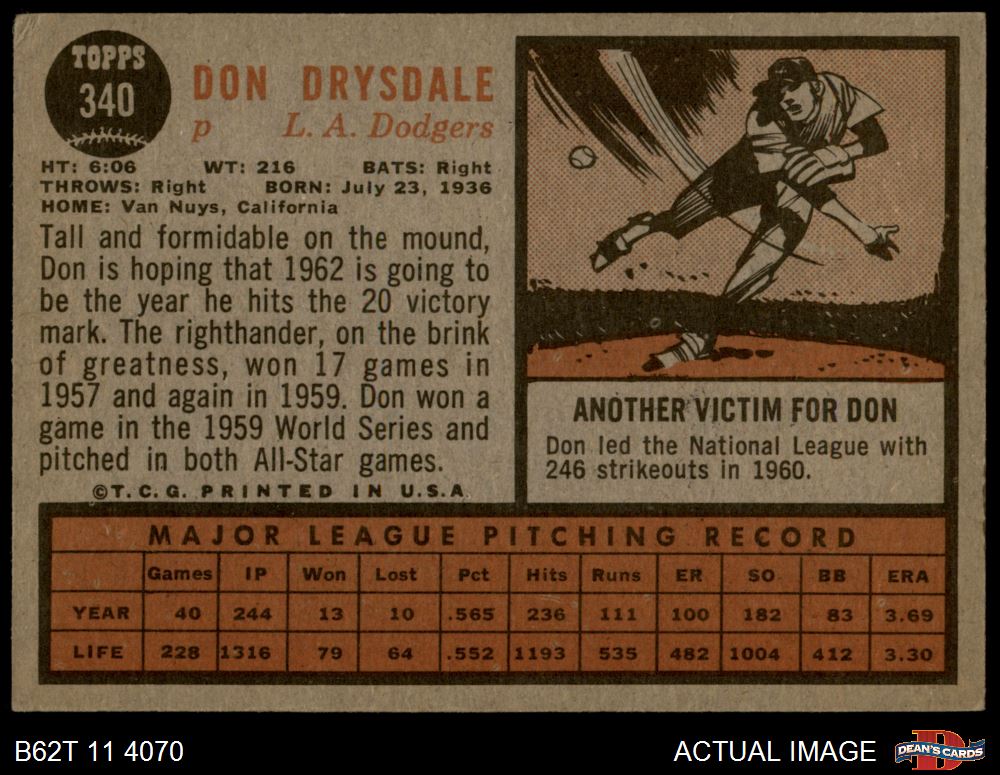 TOPPS
340
DON DRYSDALE
p L. A. Dodgers
HT: 6:06 WT: 216 BATS: Right
THROWS: Right BORN: July 23, 1936
HOME: Van Nuys, California
Tall and formidable on the mound,
Don is hoping that 1962 is going to
be the year he hits the 20 victory
mark. The righthander, on the brink
of greatness, won 17 games in
1957 and again in 1959. Don won a
game in the 1959 World Series and
pitched in both All-Star games.
©T. C. G. PRINTED IN U.S.A
ANOTHER VICTIM FOR DON
Don led the National League with
246 strikeouts in 1960.
MAJOR LEAGUE PITCHING RECORD
Games IP Won Lost Pct Hits Runs ER SO BB ERA
YEAR 40 244 13 10 .565 236 111 100 182 83 3.69
LIFE 228 1316 79 64 .552 1193 535 482 1004 412 3.30
B62T 11 4070
ACTUAL IMAGE
DEAN'S CARDS